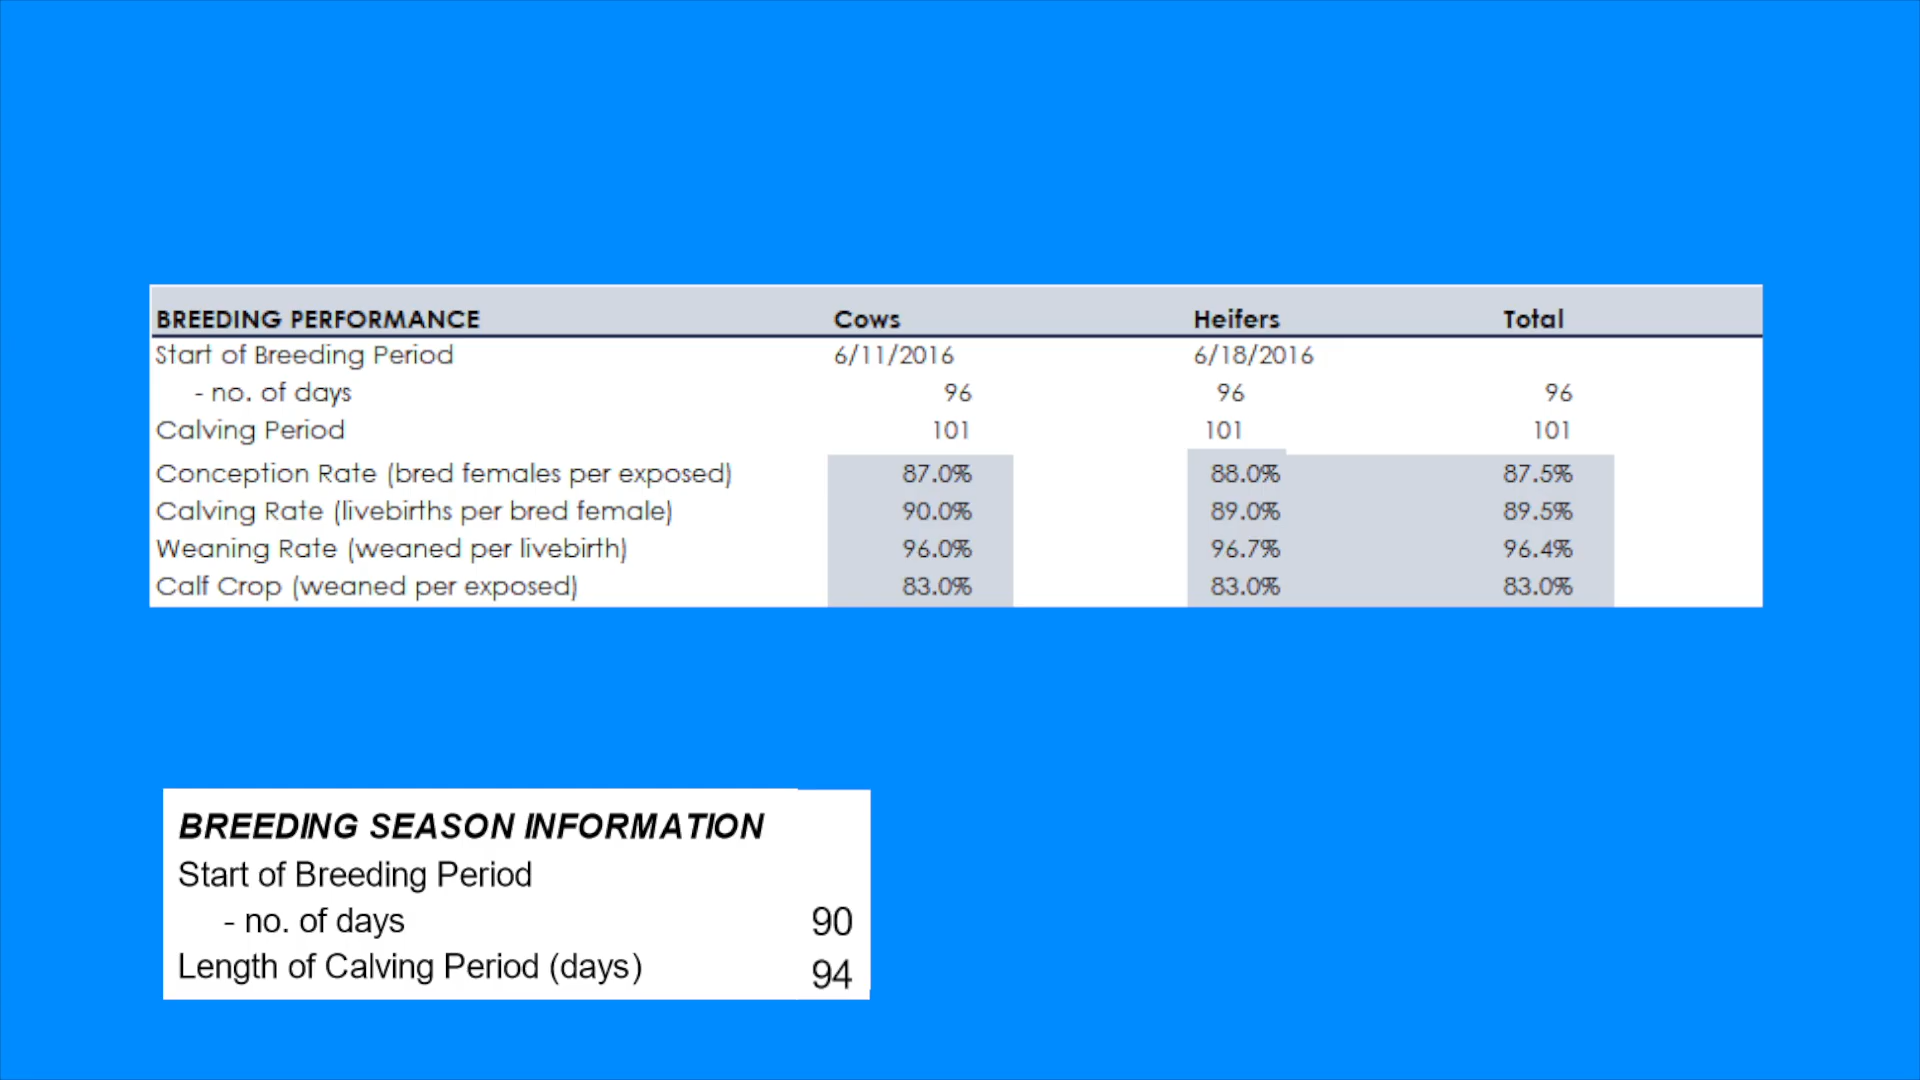 BREEDING PERFORMANCE Cows Heifers Total
Start of Breeding Period 6/11/2016 6/18/2016
- no. of days 96 96 96
Calving Period 101 101 101
Conception Rate (bred females per exposed) 87.0% 88.0% 87.5%
Calving Rate (livebirths per bred female) 90.0% 89.0% 89.5%
Weaning Rate (weaned per livebirth) 96.0% 96.7% 96.4%
Calf Crop (weaned per exposed) 83.0% 83.0% 83.0%
BREEDING SEASON INFORMATION
Start of Breeding Period
- no. of days 90
Length of Calving Period (days) 94